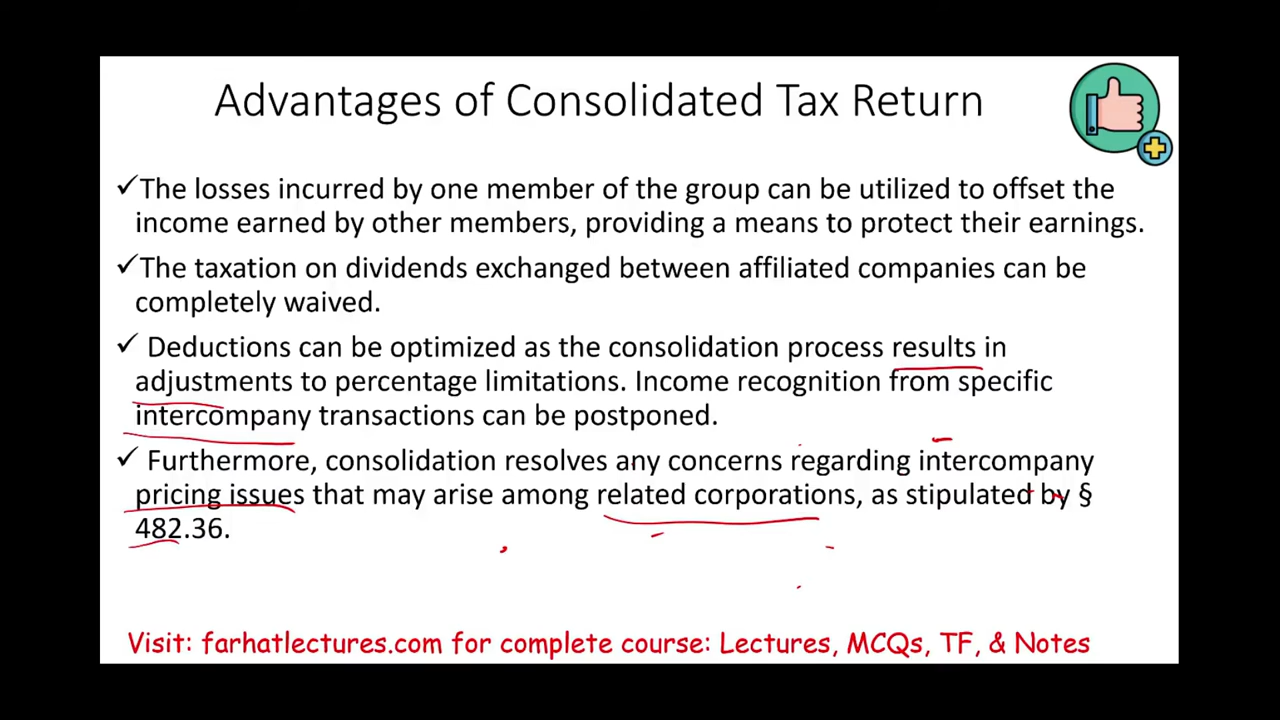 Advantages of Consolidated Tax Return
✓The losses incurred by one member of the group can be utilized to offset the
income earned by other members, providing a means to protect their earnings.
✓The taxation on dividends exchanged between affiliated companies can be
completely waived.
✓ Deductions can be optimized as the consolidation process results in
adjustments to percentage limitations. Income recognition from specific
intercompany transactions can be postponed.
✓ Furthermore, consolidation resolves any concerns regarding intercompany
pricing issues that may arise among related corporations, as stipulated by §
482.36.
Visit: farhatlectures.com for complete course: Lectures, MCQs, TF, & Notes